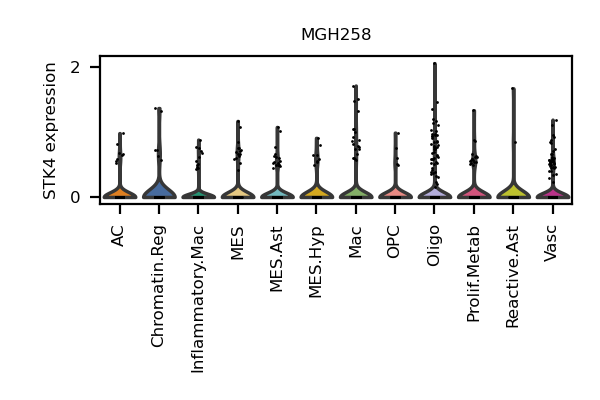 MGH258
STK4 expression
2
0
AC
Chromatin.Reg
Inflammatory.Mac
MES
MES.Ast
MES.Hyp
Mac
OPC
Oligo
Prolif.Metab
Reactive.Ast
Vasc